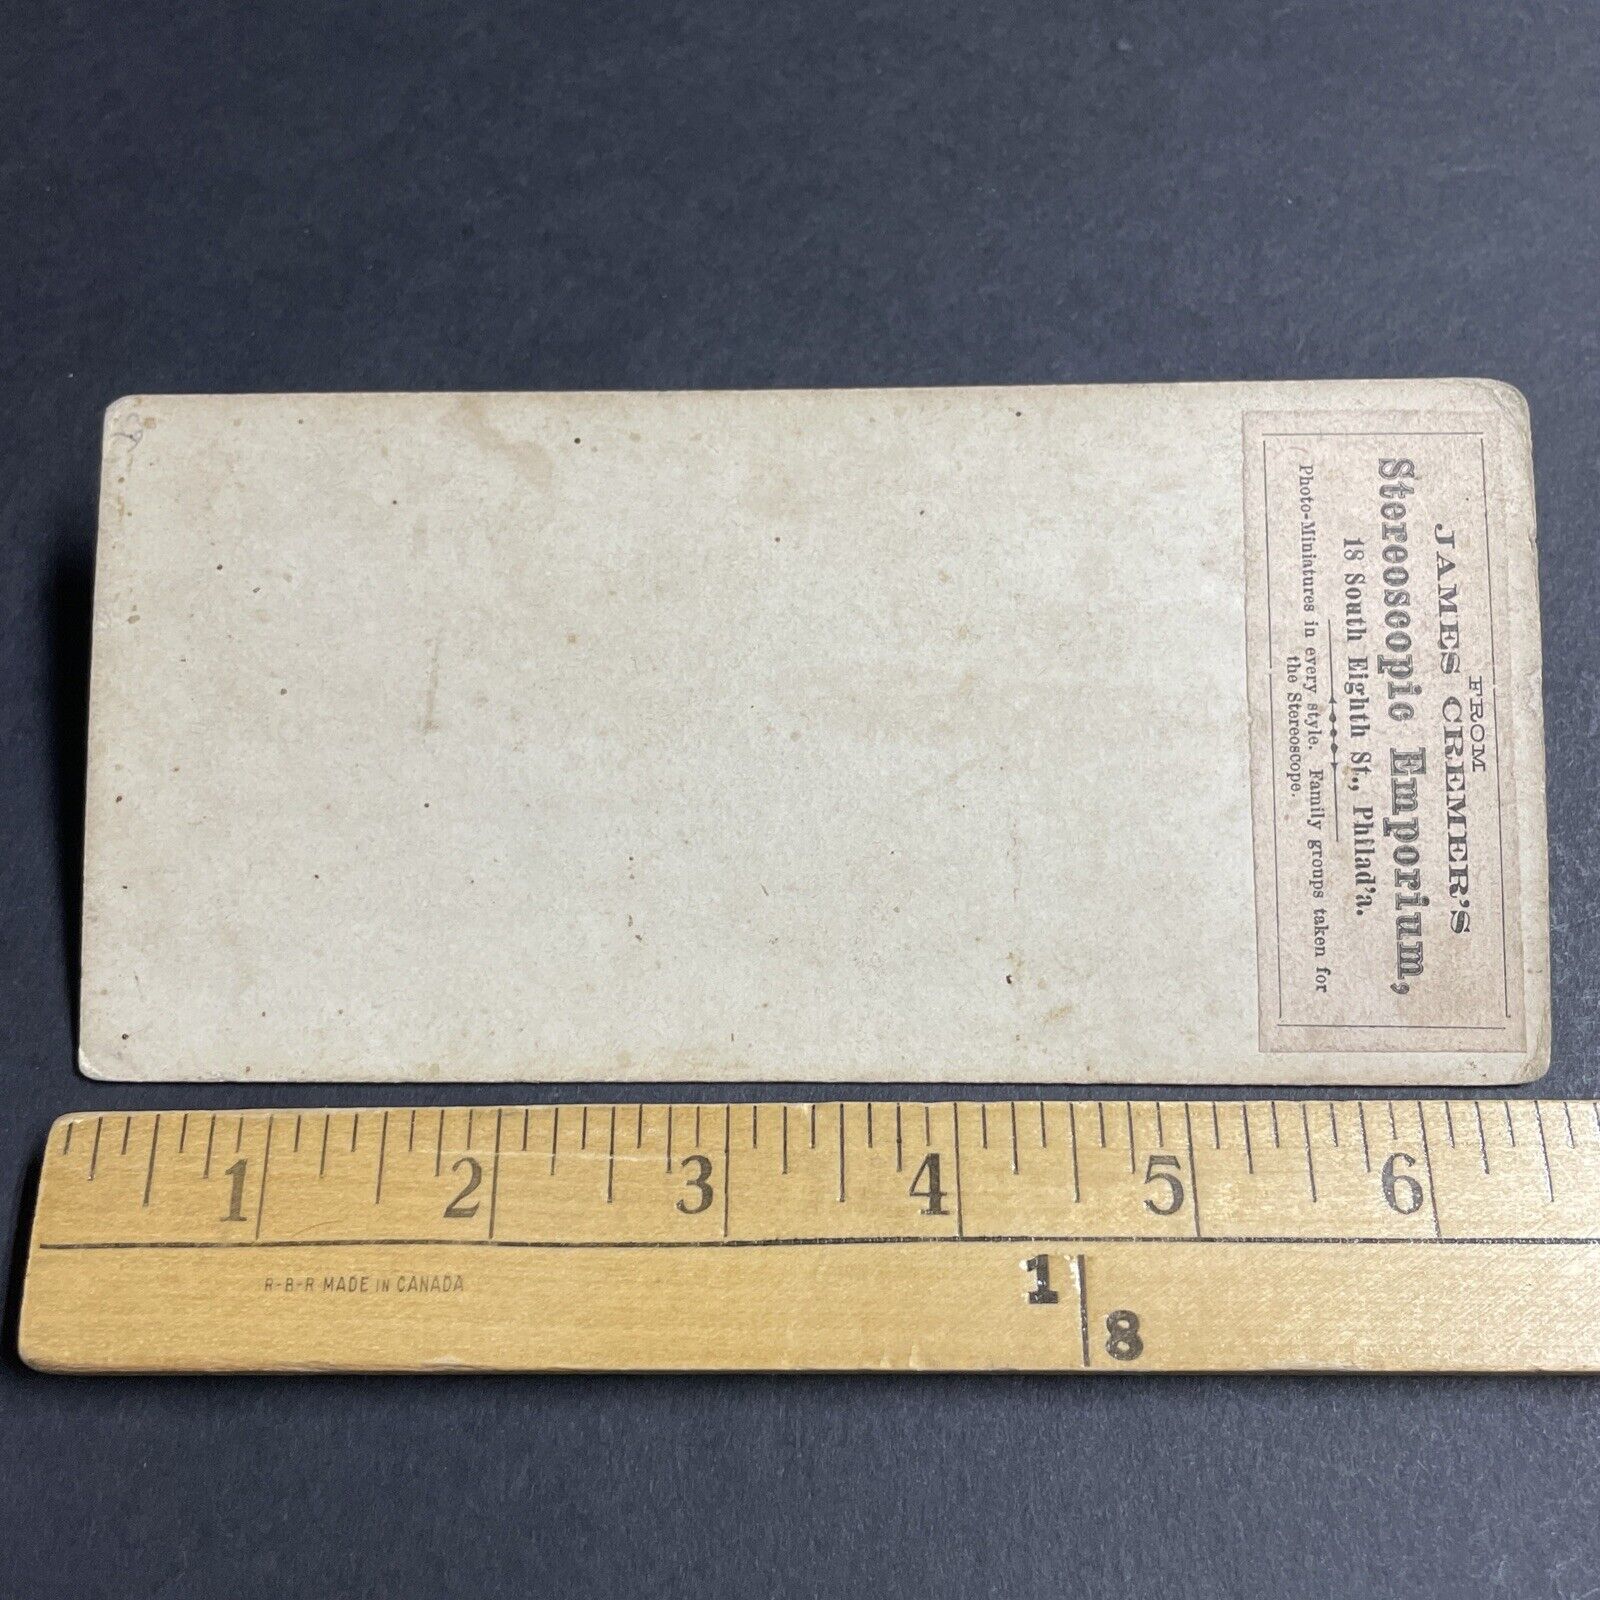 FROM
JAMES CREMER'S
Stereoscopic Emporium,
18 South Eighth St., Philad'a.
Photo-Miniatures in every style. Family groups taken for
the Stereoscope.
1 2 3 4 5 6
R-B-R MADE IN CANADA
1
8